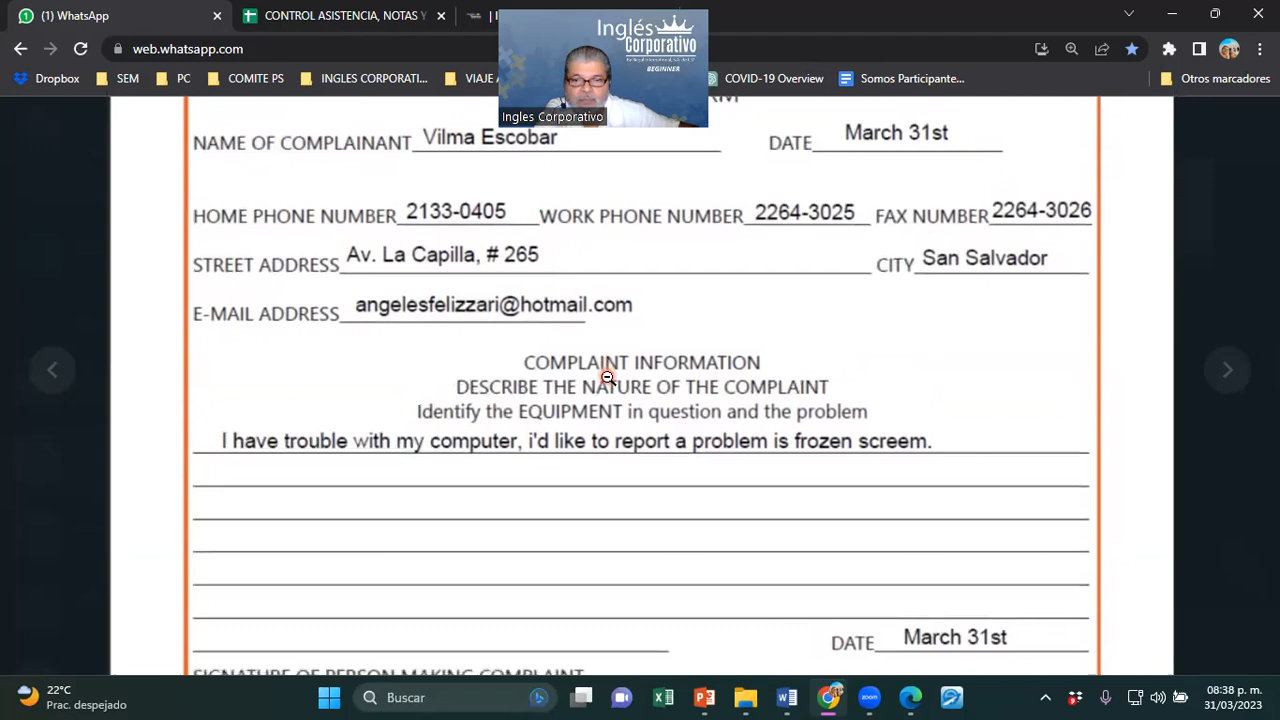 (1) WhatsApp
CONTROL ASISTENCIA, NOTAS Y
web.whatsapp.com
Dropbox
SEM
PC
COMITE PS
INGLES CORPORATI...
VIAJE
COVID-19 Overview
Somos Participante...
Otros marcadores
Inglés
Corporativo
BEGINNER
Ingles Corporativo
NAME OF COMPLAINANT Vilma Escobar DATE March 31st
HOME PHONE NUMBER 2133-0405 WORK PHONE NUMBER 2264-3025 FAX NUMBER 2264-3026
STREET ADDRESS Av. La Capilla, # 265 CITY San Salvador
E-MAIL ADDRESS angelesfelizzari@hotmail.com
COMPLAINT INFORMATION
DESCRIBE THE NATURE OF THE COMPLAINT
Identify the EQUIPMENT in question and the problem
I have trouble with my computer, i'd like to report a problem is frozen screem.
DATE March 31st
SIGNATURE OF PERSON MAKING COMPLAINT
22°C
Prac. despejado
Buscar
08:38 p. m.
31/03/2023